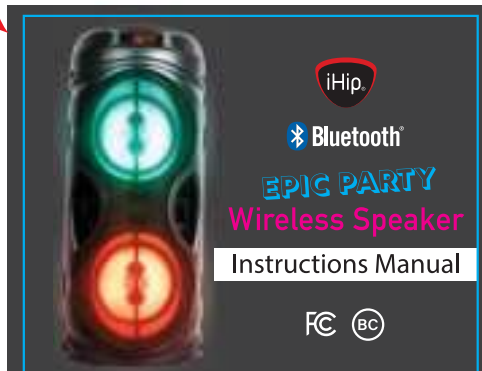 iHip®
Bluetooth®
EPIC PARTY
Wireless Speaker
Instructions Manual
FC BC